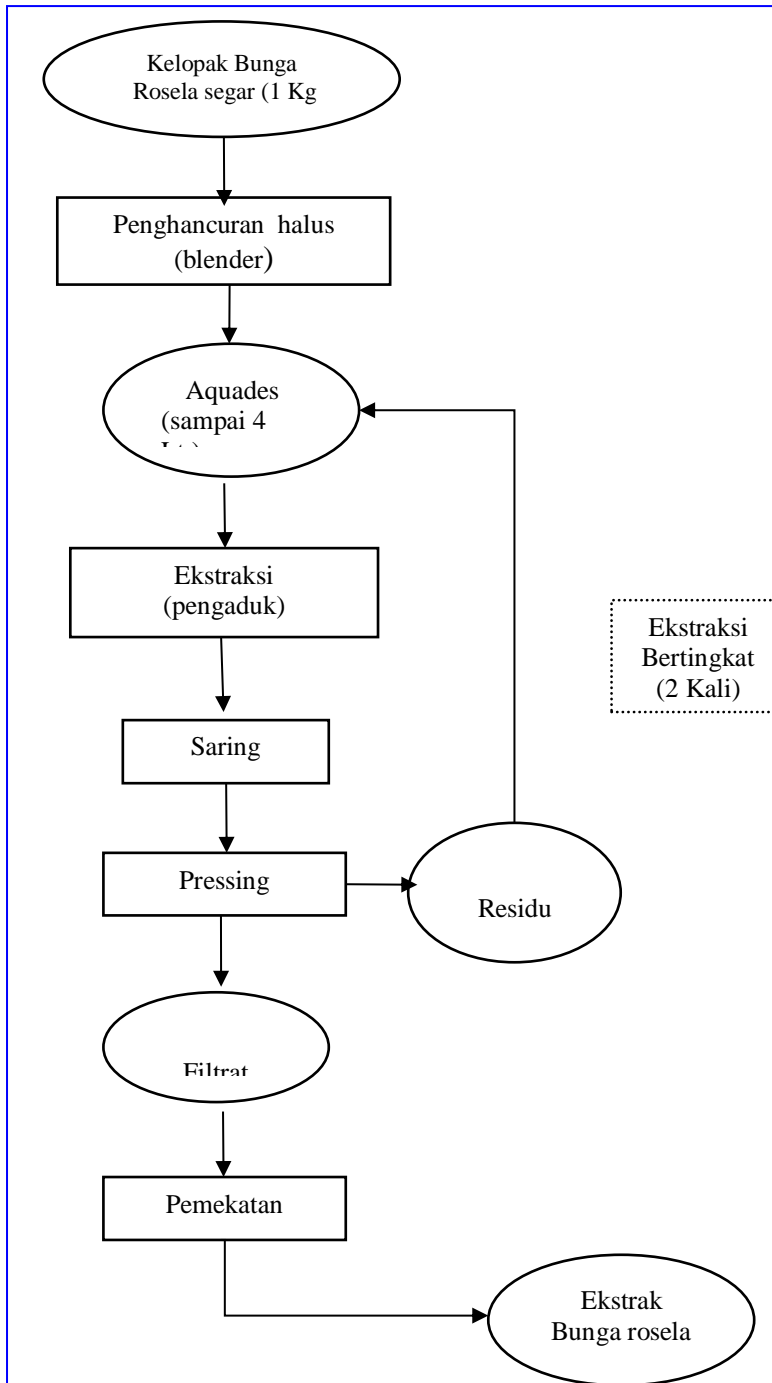 Kelopak Bunga
Rosela segar (1 Kg
Penghancuran halus
(blender)
Aquades
(sampai 4
Ekstraksi
(pengaduk)
Ekstraksi
Bertingkat
(2 Kali)
Saring
Pressing
Residu
Filtrat
Pemekatan
Ekstrak
Bunga rosela